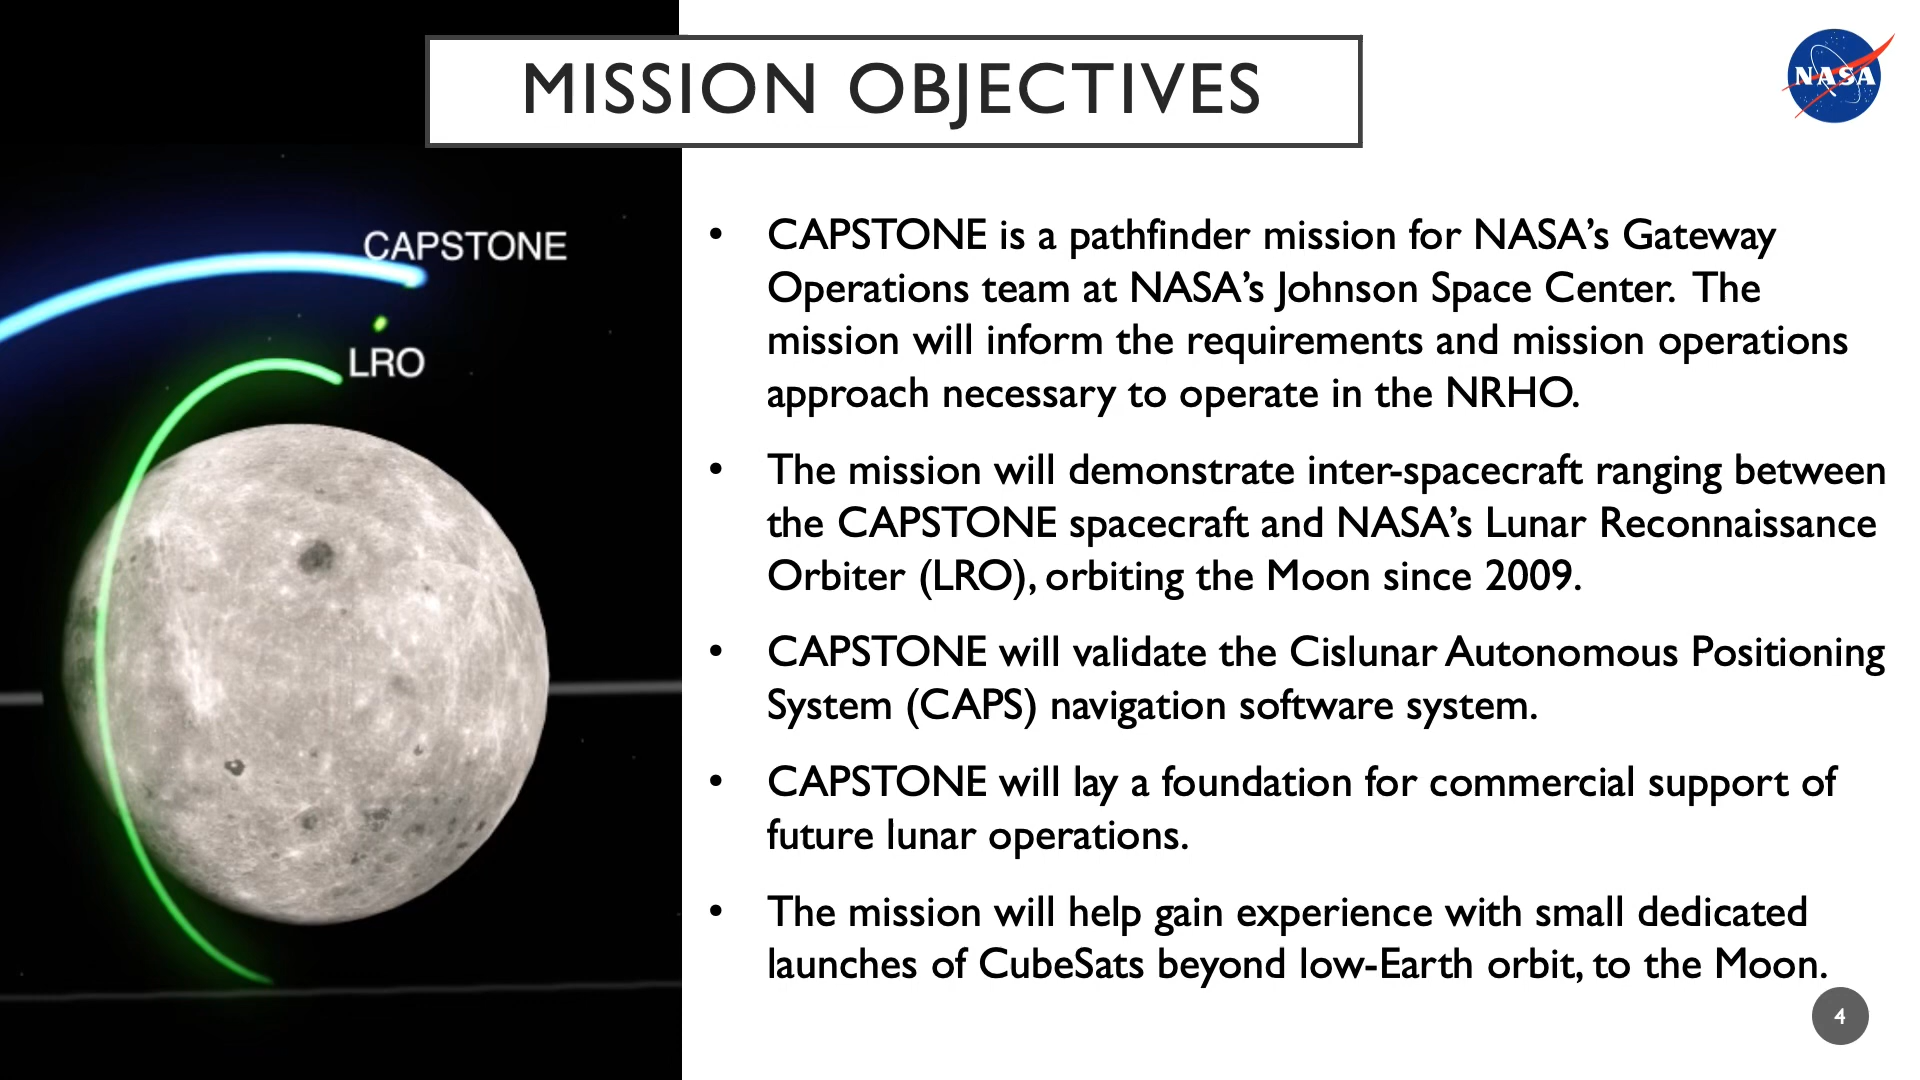 MISSION OBJECTIVES
NASA
CAPSTONE
LRO
• CAPSTONE is a pathfinder mission for NASA’s Gateway
Operations team at NASA’s Johnson Space Center. The
mission will inform the requirements and mission operations
approach necessary to operate in the NRHO.
• The mission will demonstrate inter-spacecraft ranging between
the CAPSTONE spacecraft and NASA’s Lunar Reconnaissance
Orbiter (LRO), orbiting the Moon since 2009.
• CAPSTONE will validate the Cislunar Autonomous Positioning
System (CAPS) navigation software system.
• CAPSTONE will lay a foundation for commercial support of
future lunar operations.
• The mission will help gain experience with small dedicated
launches of CubeSats beyond low-Earth orbit, to the Moon.
4